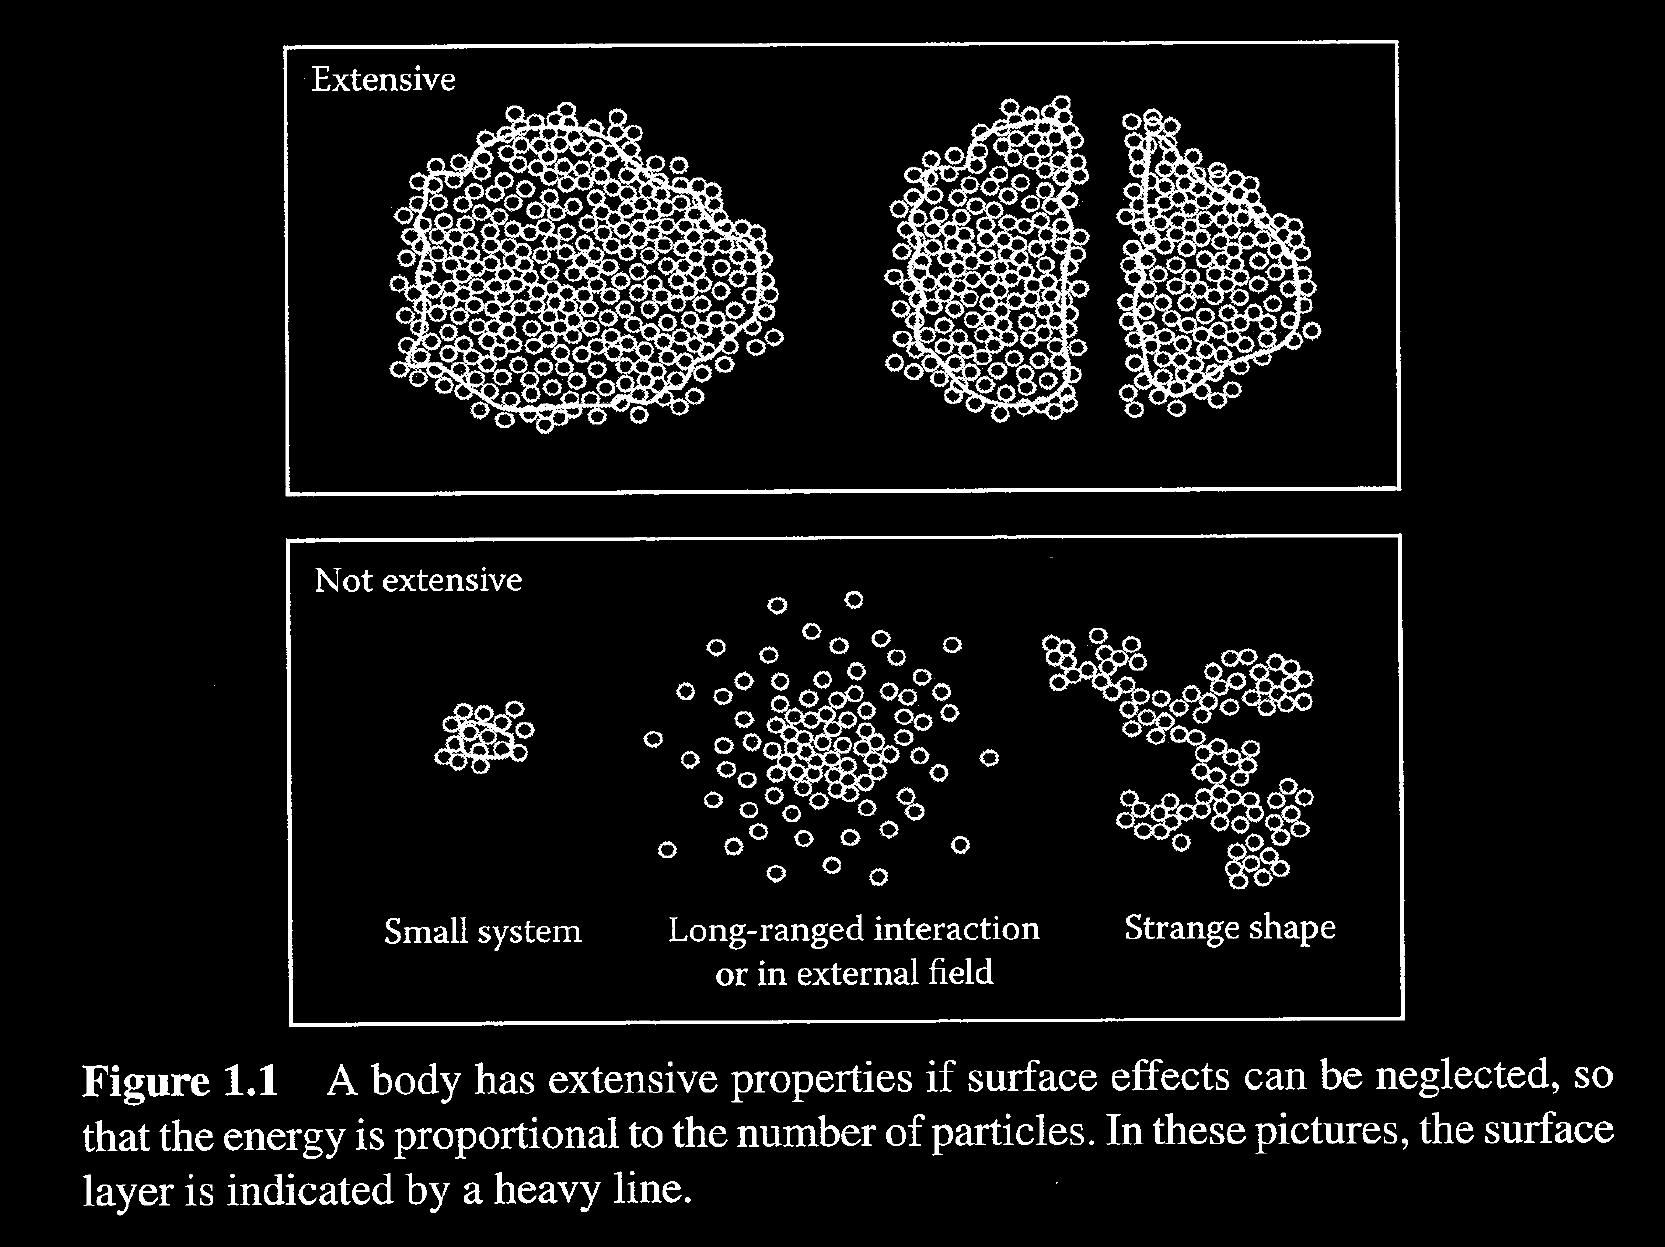 Extensive
Not extensive
Small system
Long-ranged interaction
or in external field
Strange shape
Figure 1.1 A body has extensive properties if surface effects can be neglected, so
that the energy is proportional to the number of particles. In these pictures, the surface
layer is indicated by a heavy line.